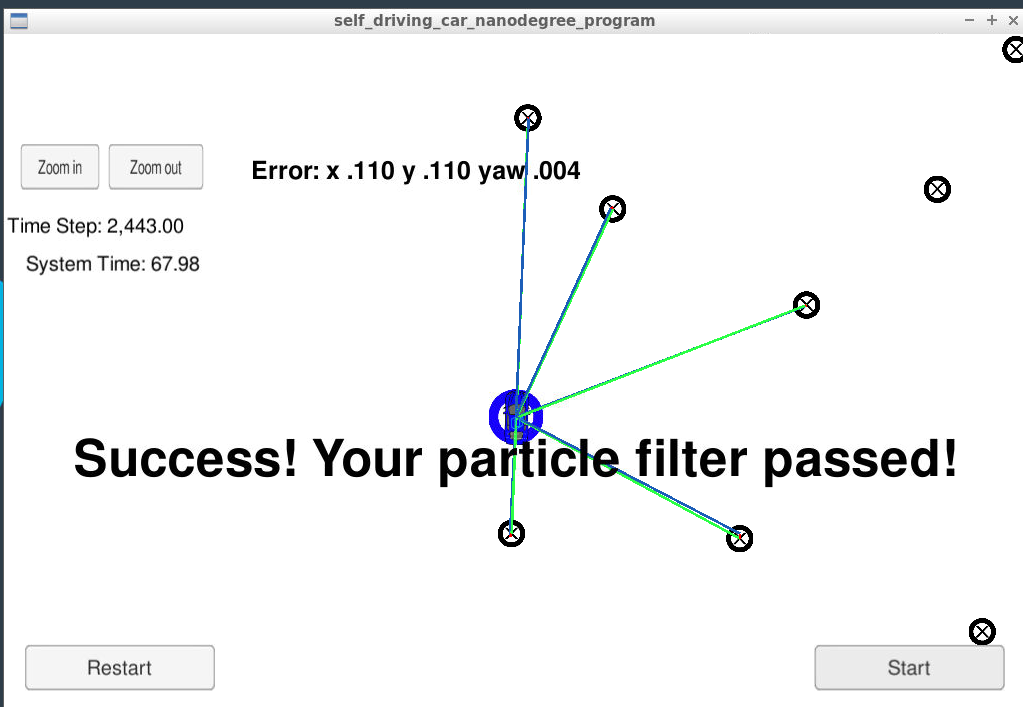 self_driving_car_nanodegree_program
Zoom in
Zoom out
Error: x .110 y .110 yaw .004
Time Step: 2,443.00
System Time: 67.98
Success! Your particle filter passed!
Restart
Start